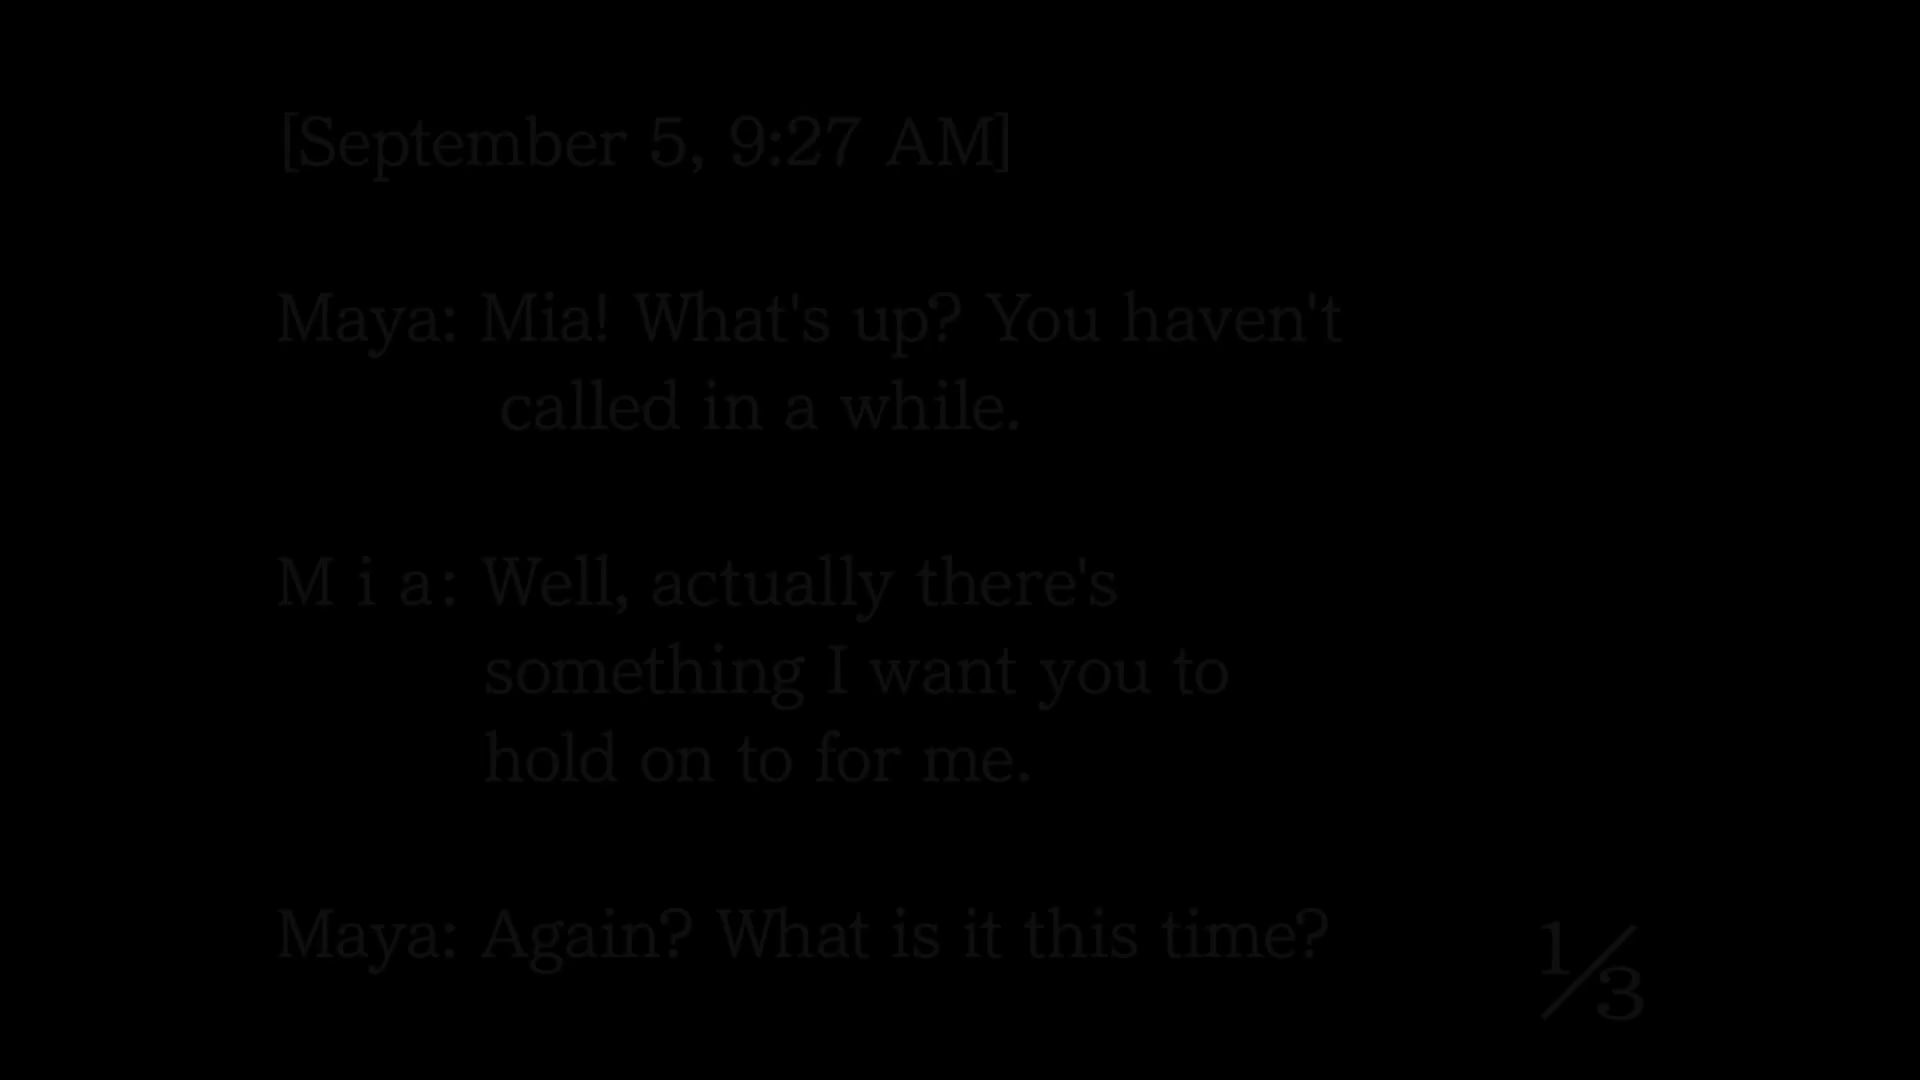 [September 5, 9:27 AM]
Maya: Mia! What's up? You haven't
called in a while.
M i a: Well, actually there's
something I want you to
hold on to for me.
Maya: Again? What is it this time?
1/3